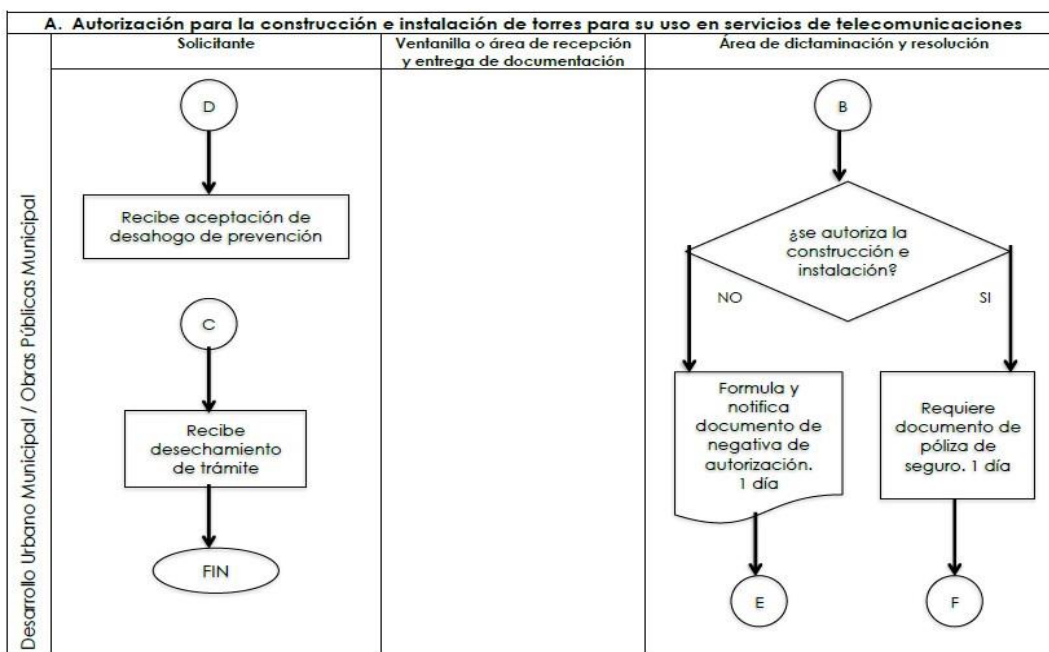 A. Autorización para la construcción e instalación de torres para su uso en servicios de telecomunicaciones
Solicitante
Ventanilla o área de recepción
y entrega de documentación
Área de dictaminación y resolución
Desarrollo Urbano Municipal / Obras Públicas Municipal
D
Recibe aceptación de
desahogo de prevención
C
Recibe
desechamiento
de trámite
FIN
B
¿se autoriza la
construcción e
instalación?
NO
SI
Formula y
notifica
documento de
negativa de
autorización.
1 día
Requiere
documento de
póliza de
seguro. 1 día
E
F